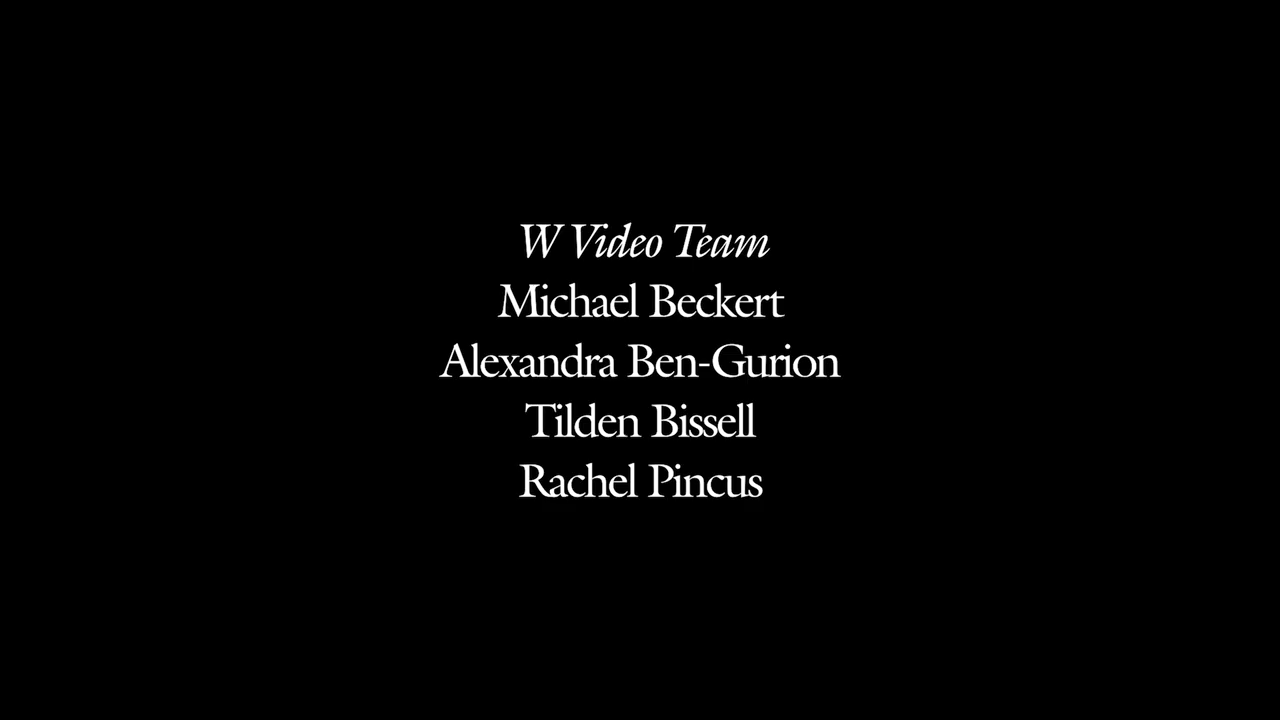 W Video Team
Michael Beckert
Alexandra Ben-Gurion
Tilden Bissell
Rachel Pincus